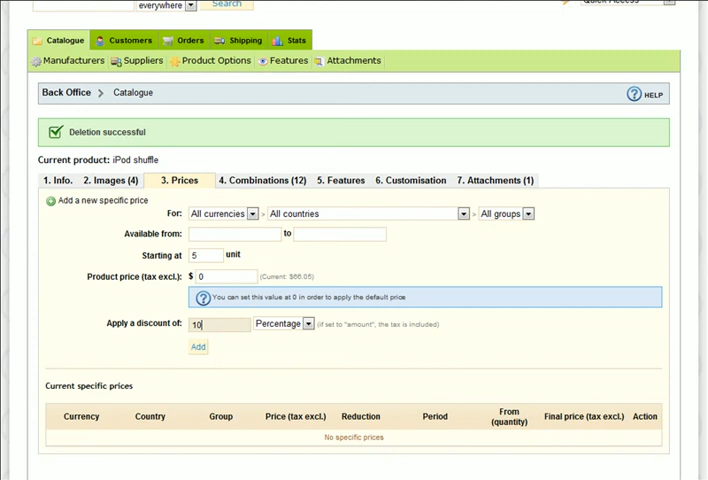 everywhere Search
Catalogue Customers Orders Shipping Stats
Manufacturers Suppliers Product Options Features Attachments
Back Office > Catalogue HELP
Deletion successful
Current product: iPod shuffle
1. Info. 2. Images (4) 3. Prices 4. Combinations (12) 5. Features 6. Customisation 7. Attachments (1)
Add a new specific price
For: All currencies > All countries > All groups
Available from: to
Starting at 5 unit
Product price (tax excl.): $ 0 (Current: $66.05)
You can set this value at 0 in order to apply the default price
Apply a discount of: 10 Percentage (if set to "amount", the tax is included)
Add
Current specific prices
Currency Country Group Price (tax excl.) Reduction Period From (quantity) Final price (tax excl.) Action
No specific prices